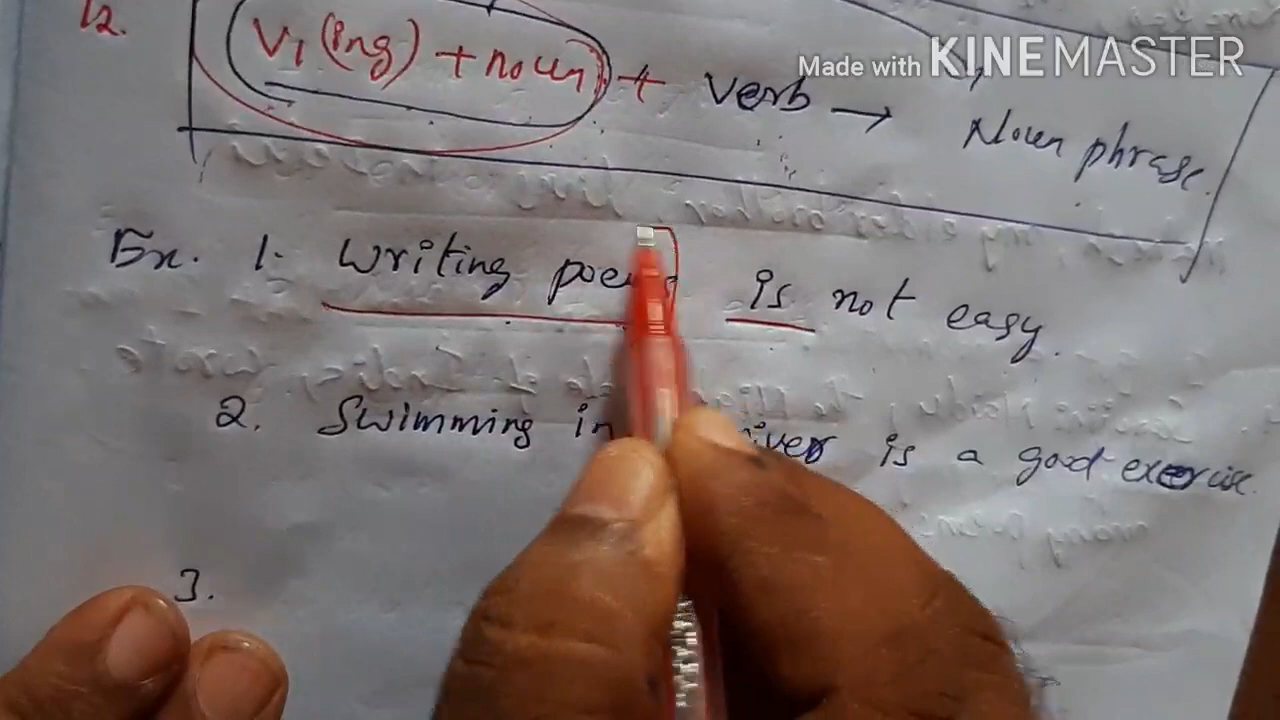 12. V1 (ing) + noun + verb → Noun phrase.
Made with KINEMASTER
Ex. 1. Writing is not easy.
2. Swimming in is a good exercise.
3.